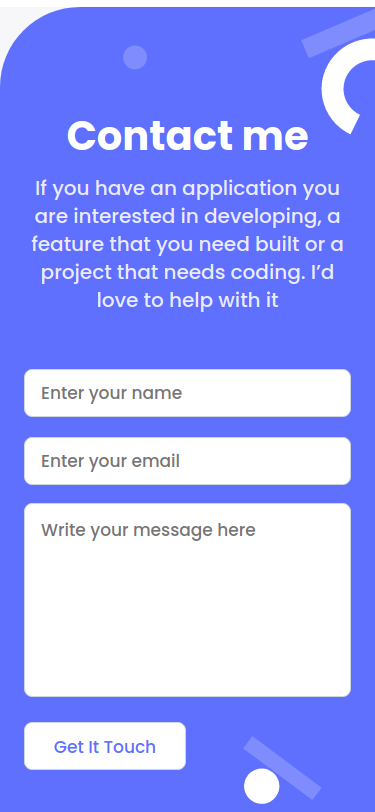 Contact me
If you have an application you
are interested in developing, a
feature that you need built or a
project that needs coding. I’d
love to help with it
Enter your name
Enter your email
Write your message here
Get It Touch